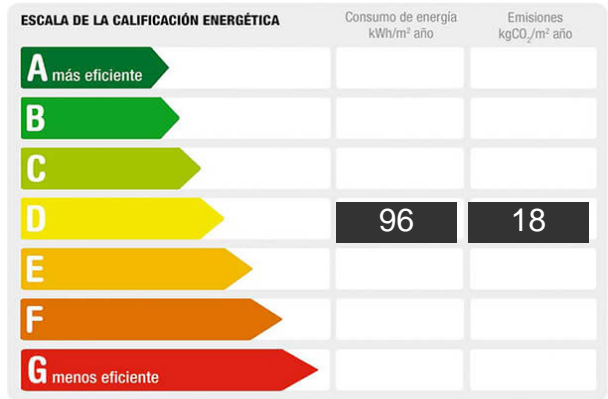 ESCALA DE LA CALIFICACIÓN ENERGÉTICA
Consumo de energía
kWh/m² año
Emisiones
kgCO₂/m² año
A más eficiente
B
C
D 96 18
E
F
G menos eficiente